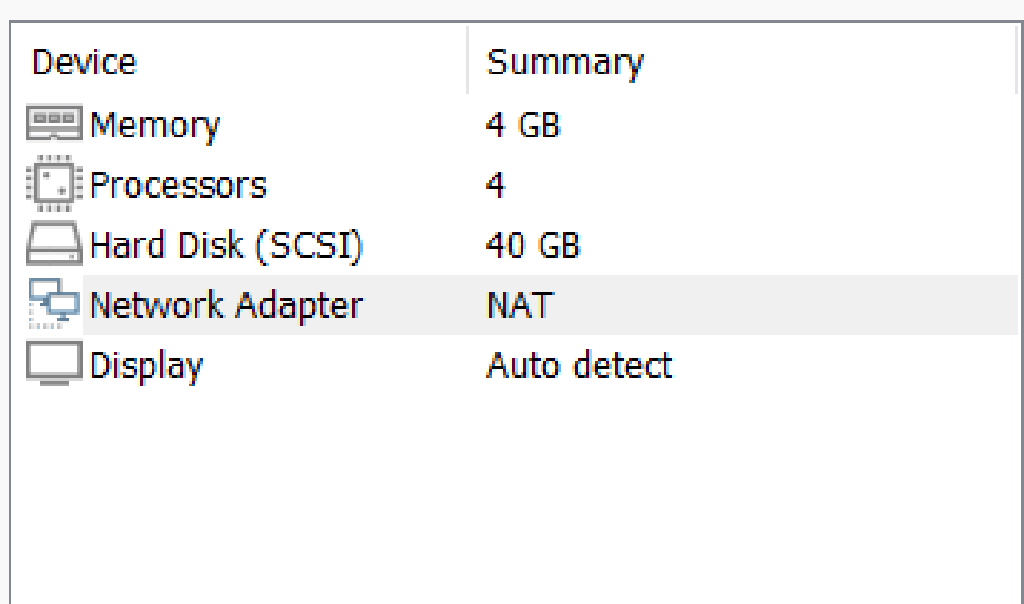 Device Summary
Memory 4 GB
Processors 4
Hard Disk (SCSI) 40 GB
Network Adapter NAT
Display Auto detect